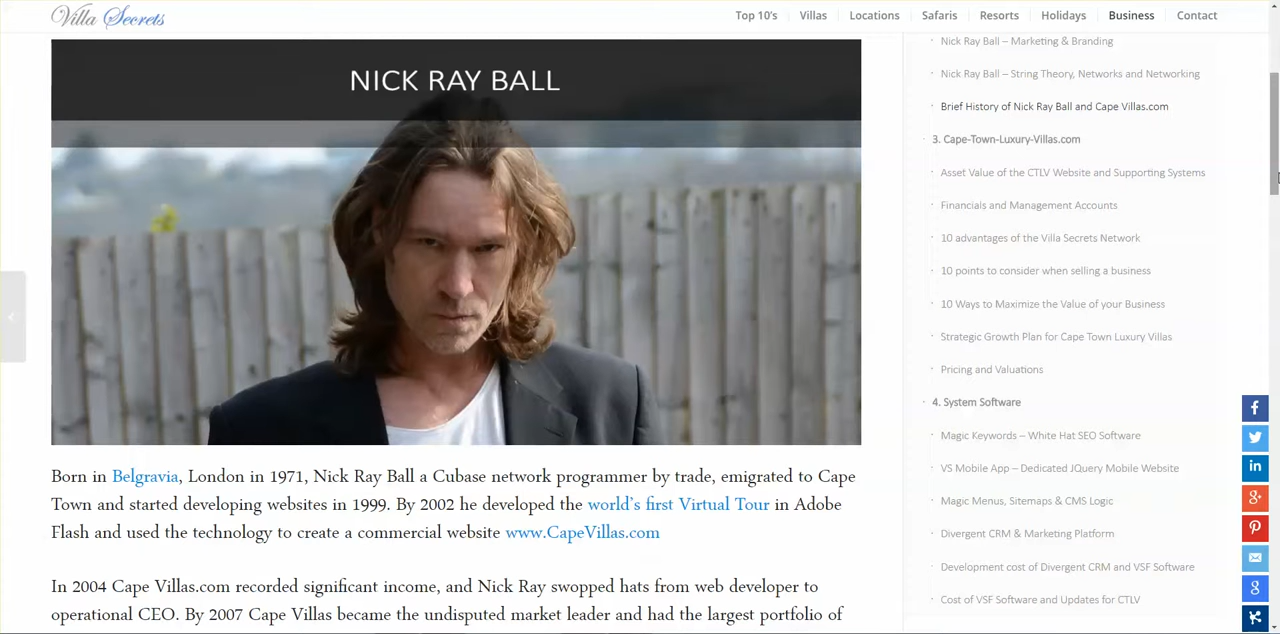 Villa Secrets
Top 10's Villas Locations Safaris Resorts Holidays Business Contact
NICK RAY BALL
Born in Belgravia, London in 1971, Nick Ray Ball a Cubase network programmer by trade, emigrated to Cape
Town and started developing websites in 1999. By 2002 he developed the world's first Virtual Tour in Adobe
Flash and used the technology to create a commercial website www.CapeVillas.com
In 2004 Cape Villas.com recorded significant income, and Nick Ray swopped hats from web developer to
operational CEO. By 2007 Cape Villas became the undisputed market leader and had the largest portfolio of
Nick Ray Ball – Marketing & Branding
Nick Ray Ball – String Theory, Networks and Networking
Brief History of Nick Ray Ball and Cape Villas.com
3. Cape-Town-Luxury-Villas.com
Asset Value of the CTLV Website and Supporting Systems
Financials and Management Accounts
10 advantages of the Villa Secrets Network
10 points to consider when selling a business
10 Ways to Maximize the Value of your Business
Strategic Growth Plan for Cape Town Luxury Villas
Pricing and Valuations
4. System Software
Magic Keywords – White Hat SEO Software
VS Mobile App – Dedicated JQuery Mobile Website
Magic Menus, Sitemaps & CMS Logic
Divergent CRM & Marketing Platform
Development cost of Divergent CRM and VSF Software
Cost of VSF Software and Updates for CTLV